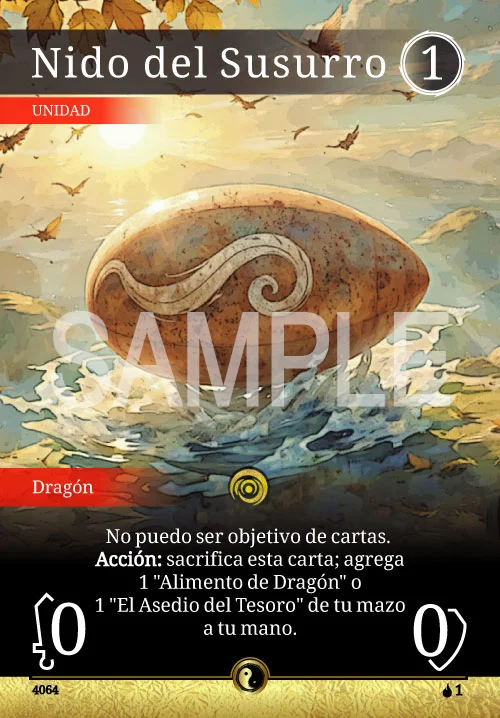 Nido del Susurro 1
UNIDAD
SAMPLE
Dragón
No puedo ser objetivo de cartas.
Acción: sacrifica esta carta; agrega
1 "Alimento de Dragón" o
1 "El Asedio del Tesoro" de tu mazo
a tu mano.
0 0
4064 1